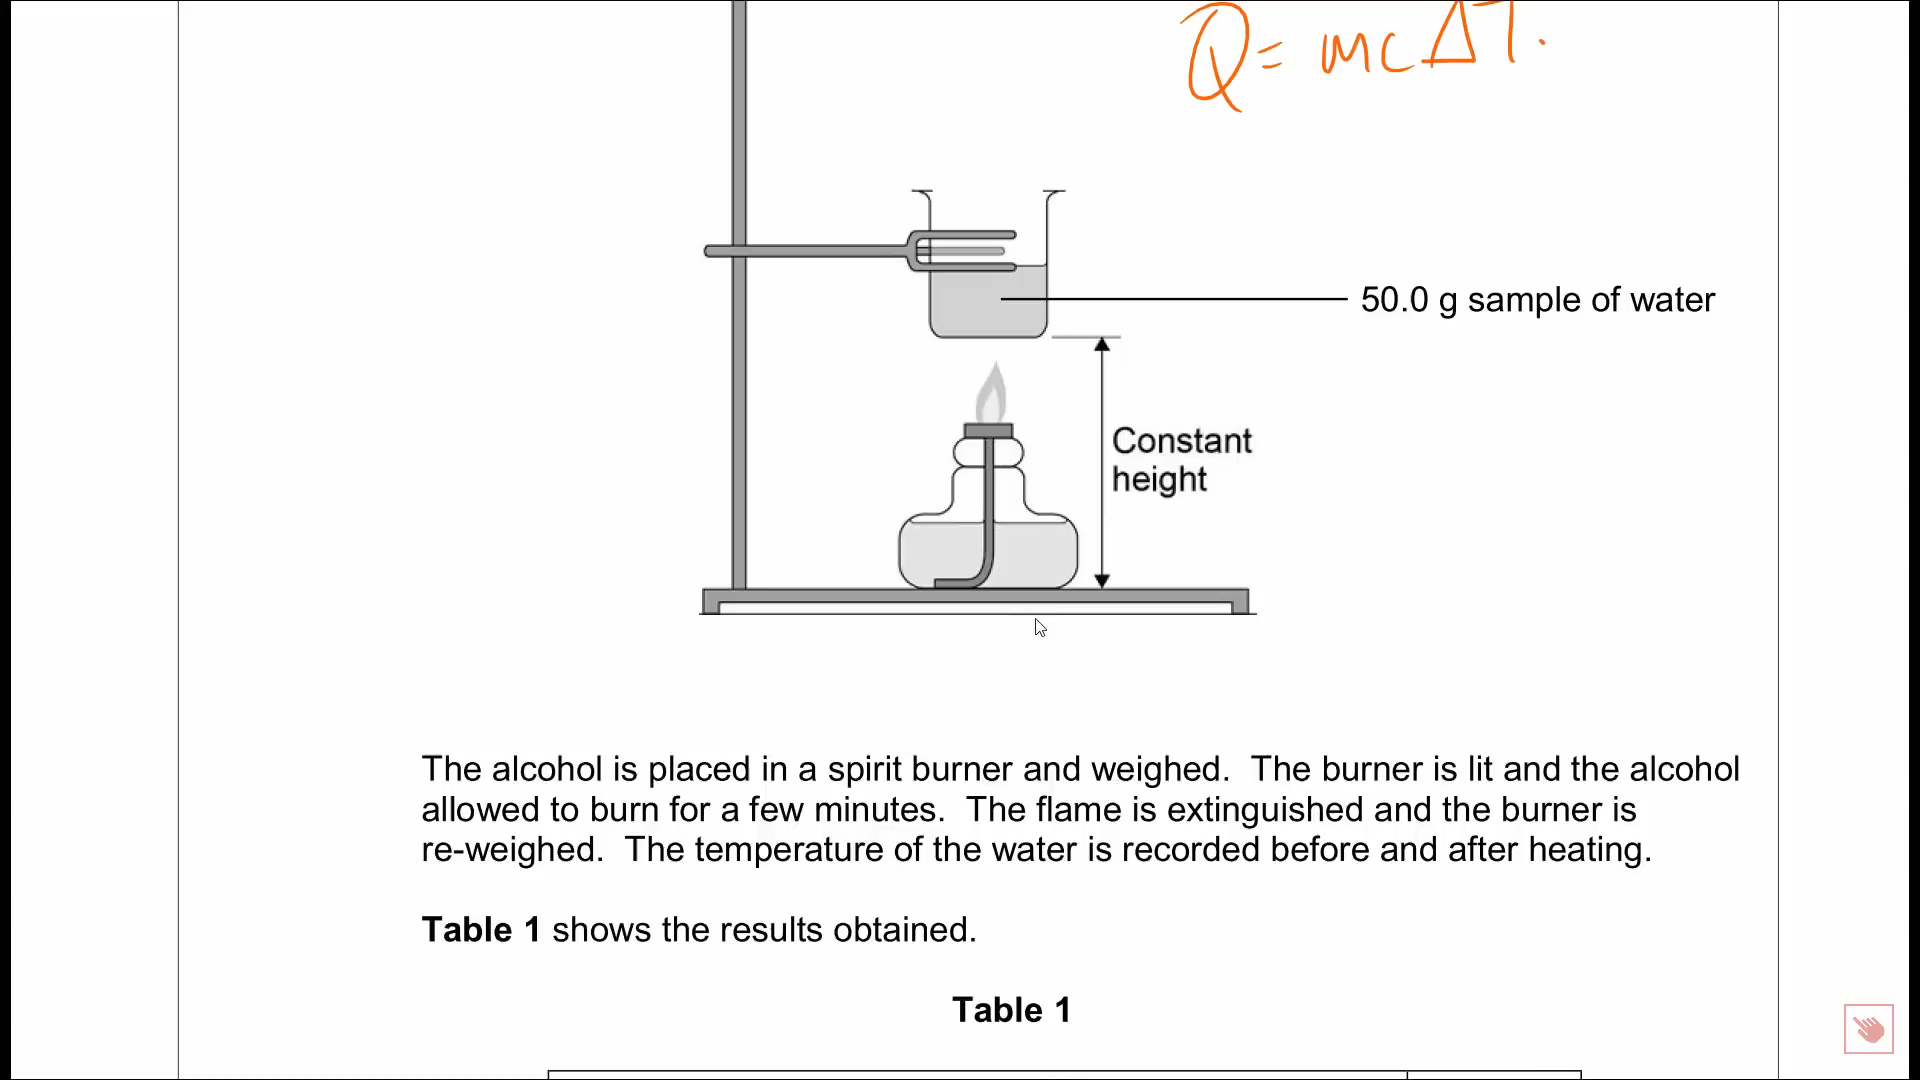 Q = mcΔT.
50.0 g sample of water
Constant
height
The alcohol is placed in a spirit burner and weighed. The burner is lit and the alcohol
allowed to burn for a few minutes. The flame is extinguished and the burner is
re-weighed. The temperature of the water is recorded before and after heating.
Table 1 shows the results obtained.
Table 1